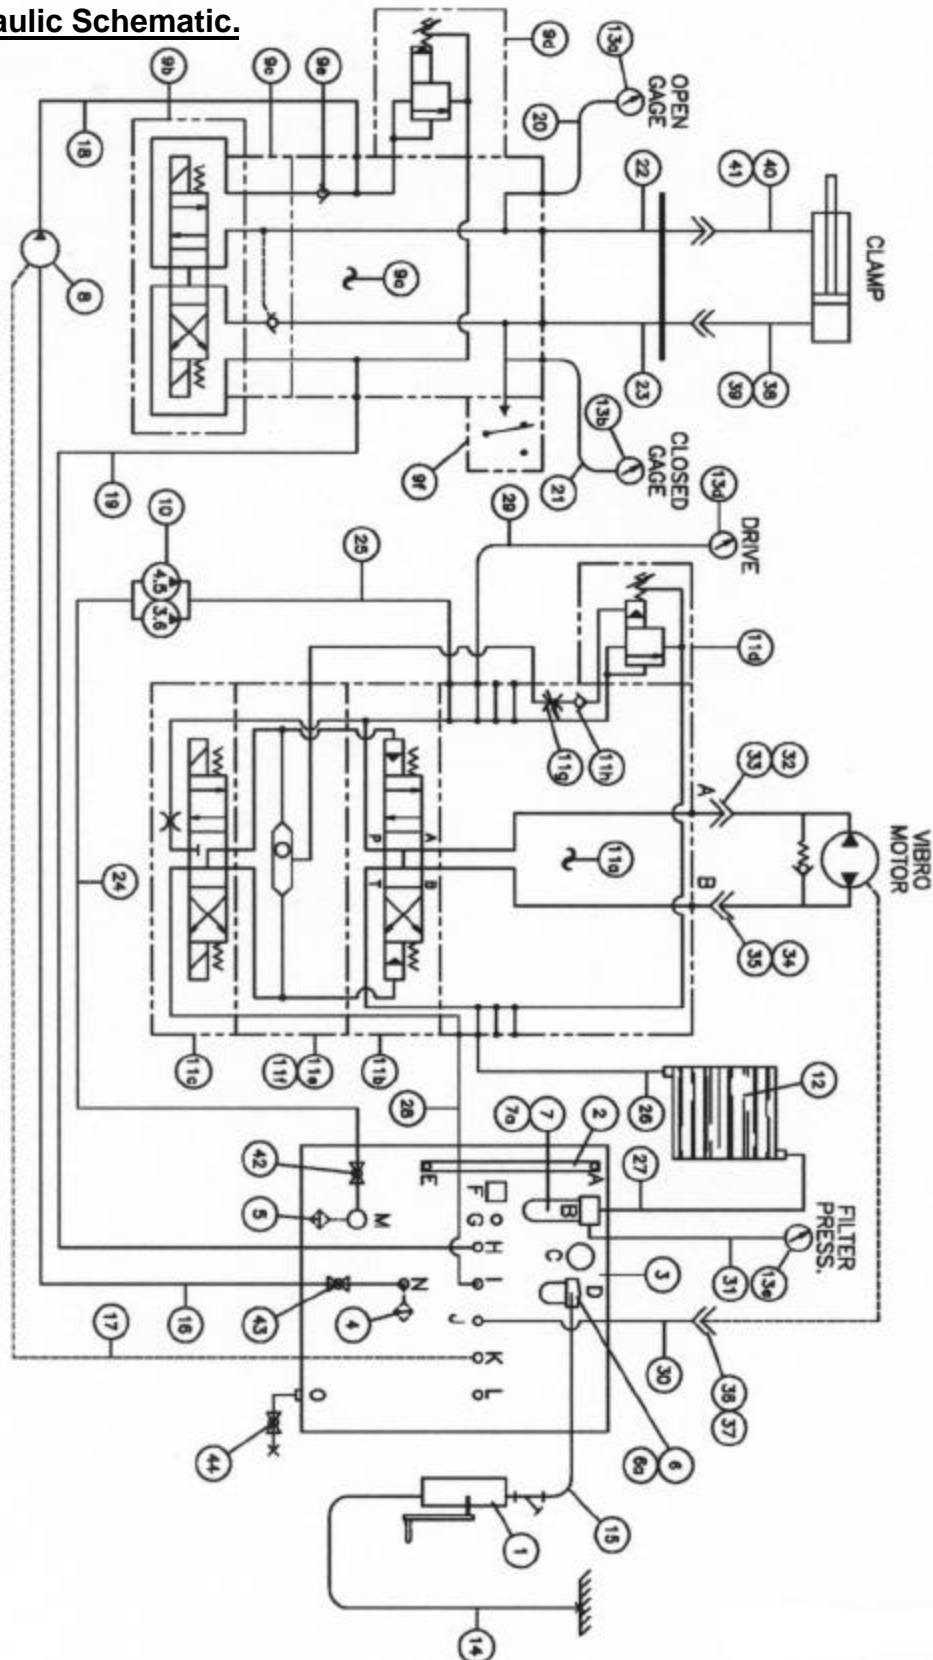 aulic Schematic.
9b
9c
9e
9d
13a
OPEN
GAGE
18
20
22
41
40
CLAMP
8
9a
23
39
38
13b
CLOSED
GAGE
9f
21
19
10
25
29
13d
DRIVE
4.5
3.6
11d
11g
11h
33
32
A
VIBRO
MOTOR
T
P
A
T
B
11a
B
24
35
34
11c
11f
11e
11b
28
7a
7
2
26
12
27
42
E
A
F
B
5
M
G
FILTER
PRESS.
H
C
3
31
13e
I
D
17
16
43
4
N
J
30
K
36
37
O
L
44
6a
6
15
1
14